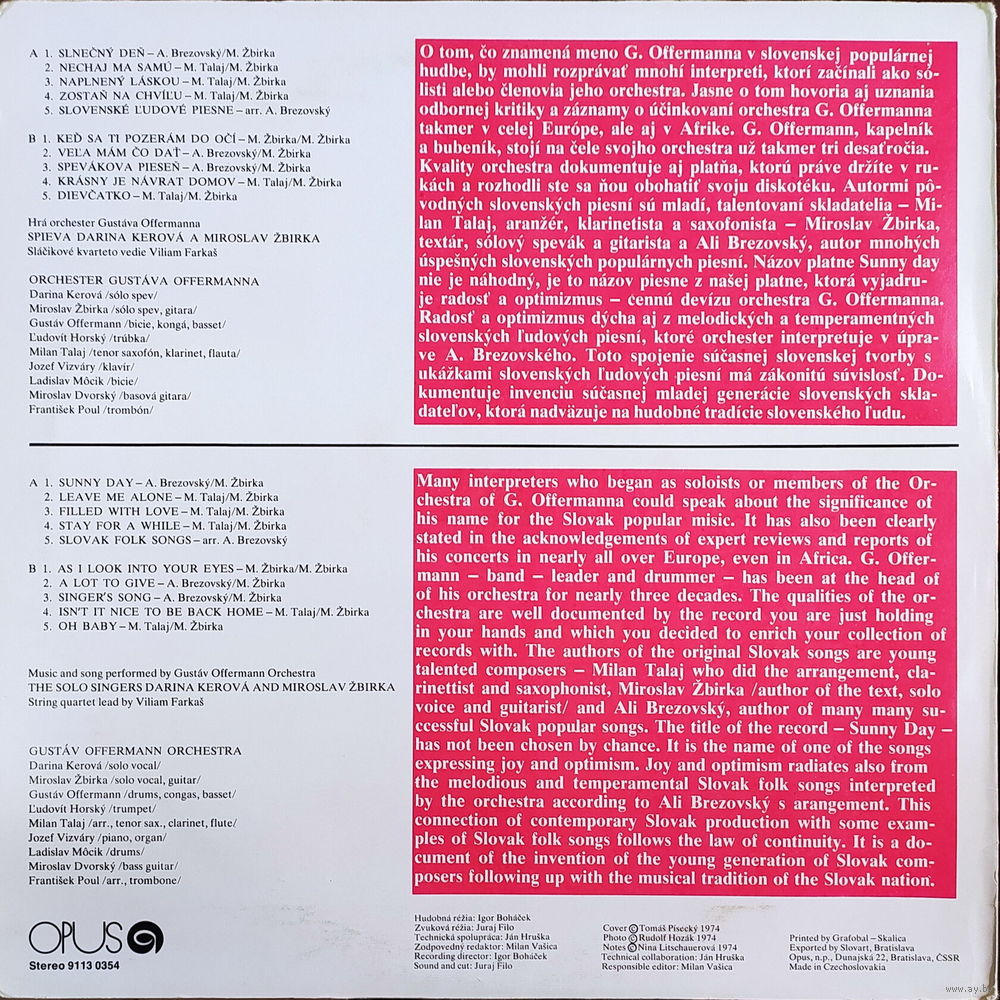 A 1. SLNEČNÝ DEŇ – A. Brezovský/M. Žbirka
2. NECHAJ MA SAMÚ – M. Talaj/M. Žbirka
3. NAPLNENÝ LÁSKOU – M. Talaj/M. Žbirka
4. ZOSTAŇ NA CHVÍĽU – M. Talaj/M. Žbirka
5. SLOVENSKÉ ĽUDOVÉ PIESNE – arr. A. Brezovský
B 1. KEĎ SA TI POZERÁM DO OČÍ – M. Žbirka/M. Žbirka
2. VEĽA MÁM ČO DAŤ – A. Brezovský/M. Žbirka
3. SPEVÁKOVA PIESEŇ – A. Brezovský/M. Žbirka
4. KRÁSNY JE NÁVRAT DOMOV – M. Talaj/M. Žbirka
5. DIEVČATKO – M. Talaj/M. Žbirka
Hrá orchester Gustáva Offermanna
SPIEVA DARINA KEROVÁ A MIROSLAV ŽBIRKA
Sláčikové kvarteto vedie Viliam Farkaš
ORCHESTER GUSTÁVA OFFERMANNA
Darina Kerová /sólo spev/
Miroslav Žbirka /sólo spev, gitara/
Gustáv Offermann /bicie, kongá, basset/
Ľudovít Horský /trúbka/
Milan Talaj /tenor saxofón, klarinet, flauta/
Jozef Vizváry /klavír/
Ladislav Môcik /bicie/
Miroslav Dvorský /basová gitara/
František Poul /trombón/
O tom, čo znamená meno G. Offermanna v slovenskej populárnej
hudbe, by mohli rozprávať mnohí interpreti, ktorí začínali ako só-
listi alebo členovia jeho orchestra. Jasne o tom hovoria aj uznania
odbornej kritiky a záznamy o účinkovaní orchestra G. Offermanna
takmer v celej Európe, ale aj v Afrike. G. Offermann, kapelník
a bubeník, stojí na čele svojho orchestra už takmer tri desaťročia.
Kvality orchestra dokumentuje aj platňa, ktorú práve držíte v ru-
kách a rozhodli ste sa ňou obohatiť svoju diskotéku. Autormi pô-
vodných slovenských piesní sú mladí, talentovaní skladatelia – Mi-
lan Talaj, aranžér, klarinetista a saxofonista – Miroslav Žbirka,
textár, sólový spevák a gitarista a Ali Brezovský, autor mnohých
úspešných slovenských populárnych piesní. Názov platne Sunny day
nie je náhodný, je to názov piesne z našej platne, ktorá vyjadru-
je radosť a optimizmus – cennú devízu orchestra G. Offermanna.
Radosť a optimizmus dýcha aj z melodických a temperamentných
slovenských ľudových piesní, ktoré orchester interpretuje v úpra-
ve A. Brezovského. Toto spojenie súčasnej slovenskej tvorby s
ukážkami slovenských ľudových piesní má zákonitú súvislosť. Do-
kumentuje invenciu súčasnej mladej generácie slovenských skla-
dateľov, ktorá nadväzuje na hudobné tradície slovenského ľudu.
A 1. SUNNY DAY – A. Brezovský/M. Žbirka
2. LEAVE ME ALONE – M. Talaj/M. Žbirka
3. FILLED WITH LOVE – M. Talaj/M. Žbirka
4. STAY FOR A WHILE – M. Talaj/M. Žbirka
5. SLOVAK FOLK SONGS – arr. A. Brezovský
B 1. AS I LOOK INTO YOUR EYES – M. Žbirka/M. Žbirka
2. A LOT TO GIVE – A. Brezovský/M. Žbirka
3. SINGER'S SONG – A. Brezovský/M. Žbirka
4. ISN'T IT NICE TO BE BACK HOME – M. Talaj/M. Žbirka
5. OH BABY – M. Talaj/M. Žbirka
Music and song performed by Gustáv Offermann Orchestra
THE SOLO SINGERS DARINA KEROVÁ AND MIROSLAV ŽBIRKA
String quartet lead by Viliam Farkaš
GUSTÁV OFFERMANN ORCHESTRA
Darina Kerová /solo vocal/
Miroslav Žbirka /solo vocal, guitar/
Gustáv Offermann /drums, congas, basset/
Ľudovít Horský /trumpet/
Milan Talaj /arr., tenor sax., clarinet, flute/
Jozef Vizváry /piano, organ/
Ladislav Môcik /drums/
Miroslav Dvorský /bass guitar/
František Poul /arr., trombone/
Many interpreters who began as soloists or members of the Or-
chestra of G. Offermanna could speak about the significance of
his name for the Slovak popular misic. It has also been clearly
stated in the acknowledgements of expert reviews and reports of
his concerts in nearly all over Europe, even in Africa. G. Offer-
mann – band – leader and drummer – has been at the head of
of his orchestra for nearly three decades. The qualities of the or-
chestra are well documented by the record you are just holding
in your hands and which you decided to enrich your collection of
records with. The authors of the original Slovak songs are young
talented composers – Milan Talaj who did the arrangement, cla-
rinettist and saxophonist, Miroslav Žbirka /author of the text, solo
voice and guitarist/ and Ali Brezovský, author of many many su-
ccessful Slovak popular songs. The title of the record – Sunny Day –
has not been chosen by chance. It is the name of one of the songs
expressing joy and optimism. Joy and optimism radiates also from
the melodious and temperamental Slovak folk songs interpreted
by the orchestra according to Ali Brezovský s arangement. This
connection of contemporary Slovak production with some exam-
ples of Slovak folk songs follows the law of continuity. It is a do-
cument of the invention of the young generation of Slovak com-
posers following up with the musical tradition of the Slovak nation.
OPUS
Stereo 9113 0354
Hudobná réžia: Igor Boháček
Zvuková réžia: Juraj Filo
Technická spolupráca: Ján Hruška
Zodpovedný redaktor: Milan Vašica
Recording director: Igor Boháček
Sound and cut: Juraj Filo
Cover © Tomáš Písecký 1974
Photo © Rudolf Hozák 1974
Notes © Nina Litschauerová 1974
Technical collaboration: Ján Hruška
Responsible editor: Milan Vašica
Printed by Grafobal – Skalica
Exported by Slovart, Bratislava
Opus, n.p., Dunajská 22, Bratislava, ČSSR
Made in Czechoslovakia